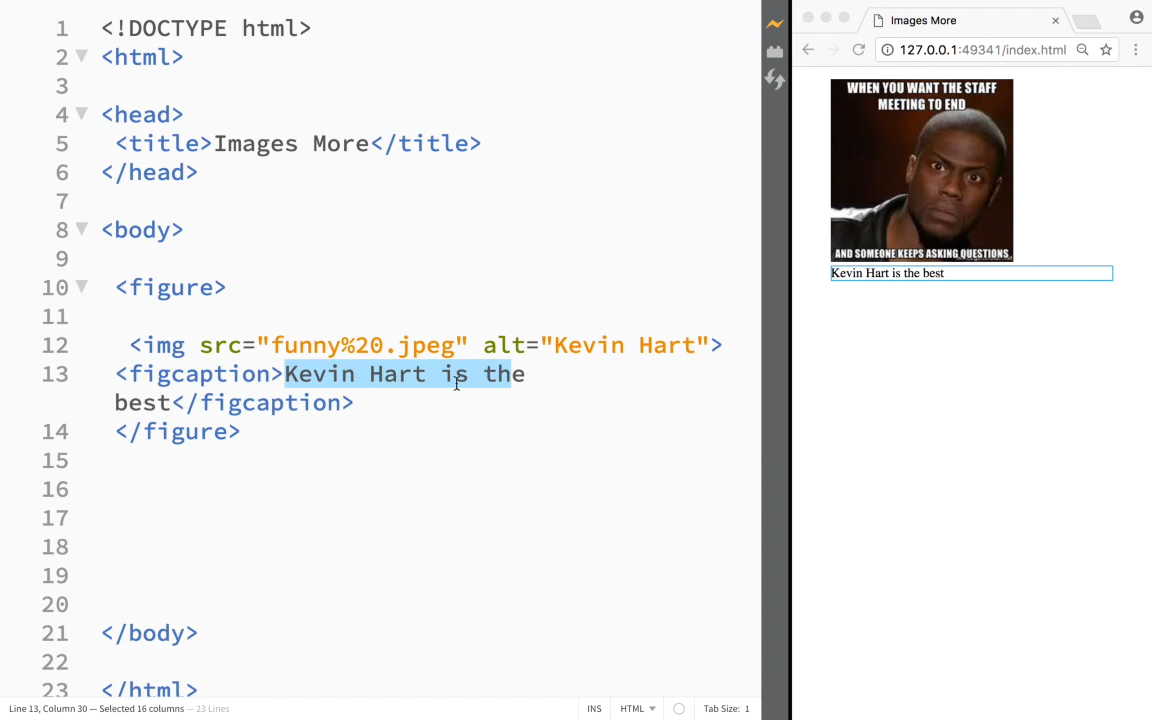 1 <!DOCTYPE html>
2 <html>
3
4 <head>
5 <title>Images More</title>
6 </head>
7
8 <body>
9
10 <figure>
11
12 <img src="funny%20.jpeg" alt="Kevin Hart">
13 <figcaption>Kevin Hart is the
best</figcaption>
14 </figure>
15
16
17
18
19
20
21 </body>
22
23 </html>
Line 13, Column 30 — Selected 16 columns — 23 Lines
INS HTML Tab Size: 1
Images More
127.0.0.1:49341/index.html
WHEN YOU WANT THE STAFF
MEETING TO END
AND SOMEONE KEEPS ASKING QUESTIONS
Kevin Hart is the best